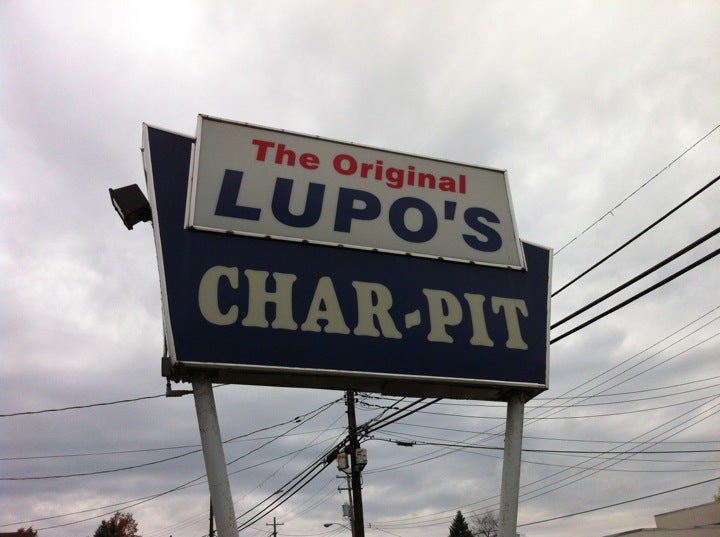 The Original
LUPO'S
CHAR-PIT